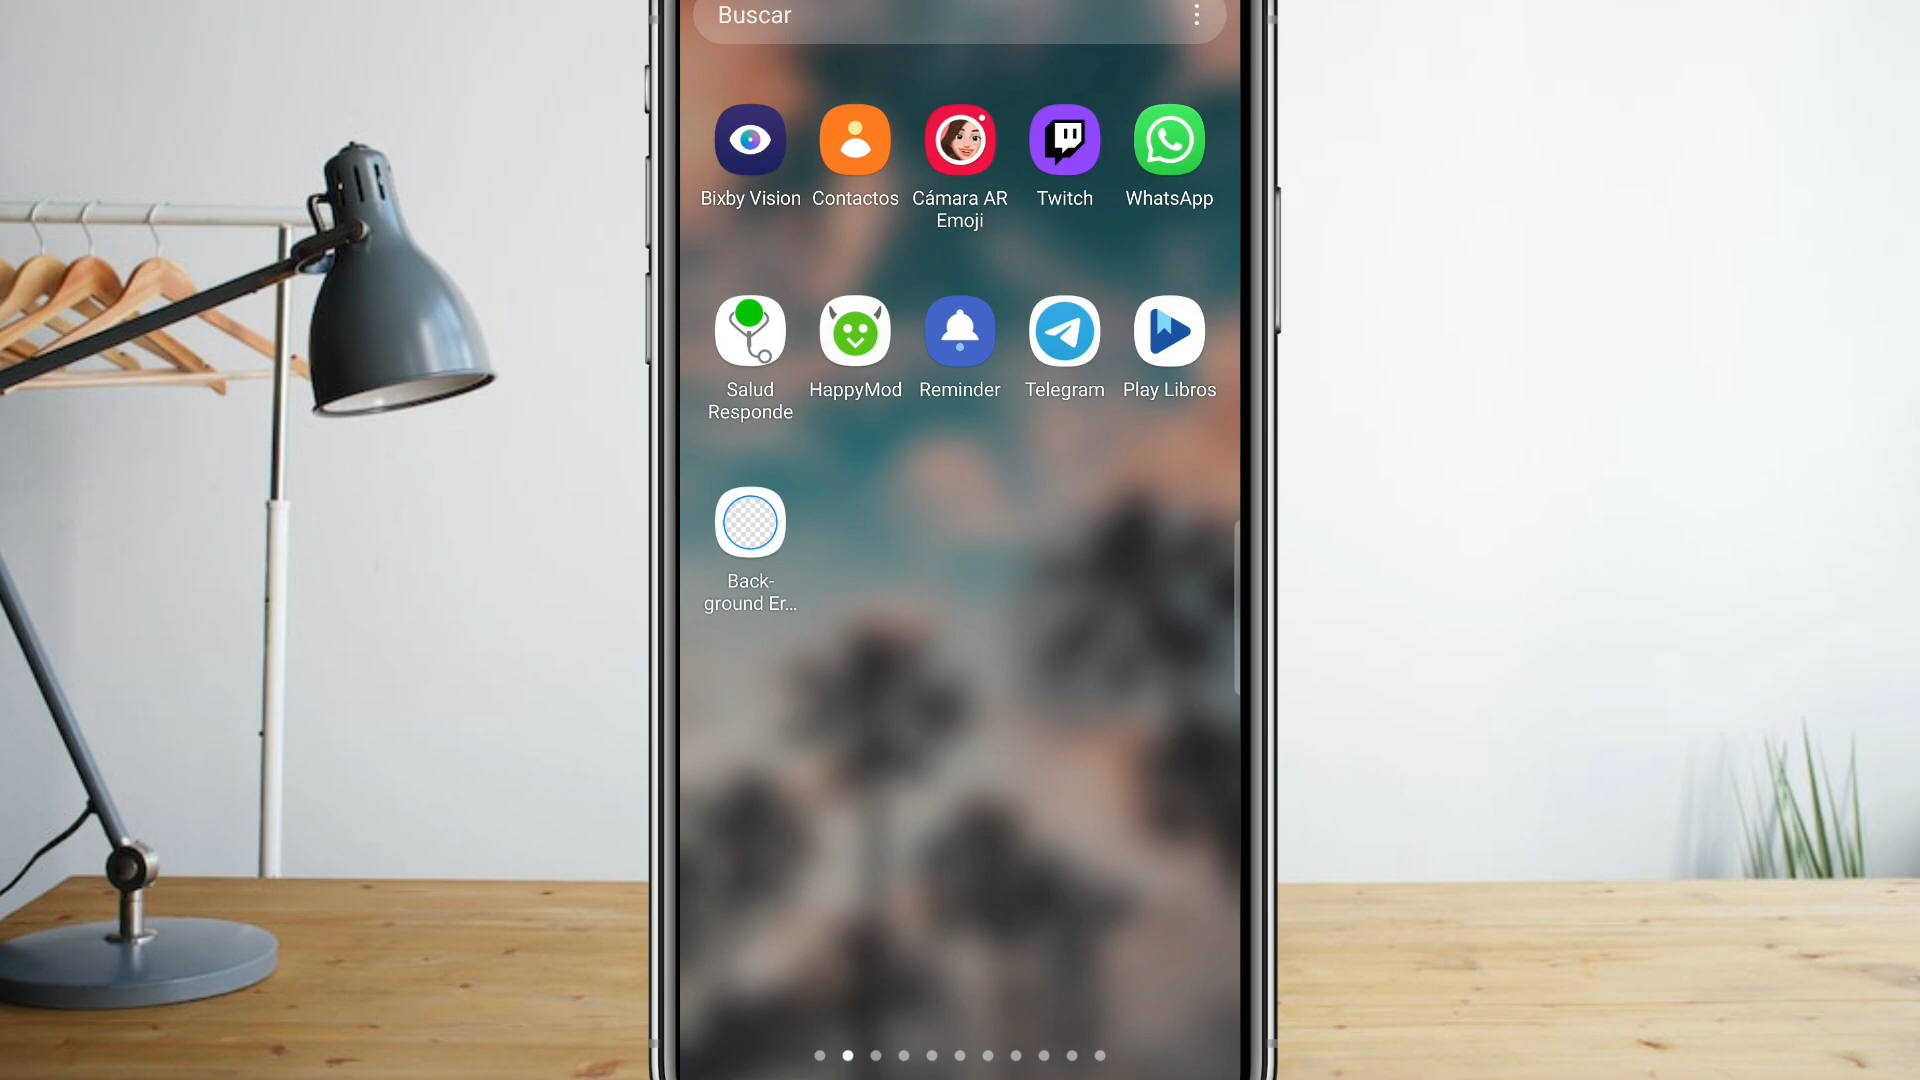 Buscar
Bixby Vision
Contactos
Cámara AR
Emoji
Twitch
WhatsApp
Salud
Responde
HappyMod
Reminder
Telegram
Play Libros
Back-
ground Er...